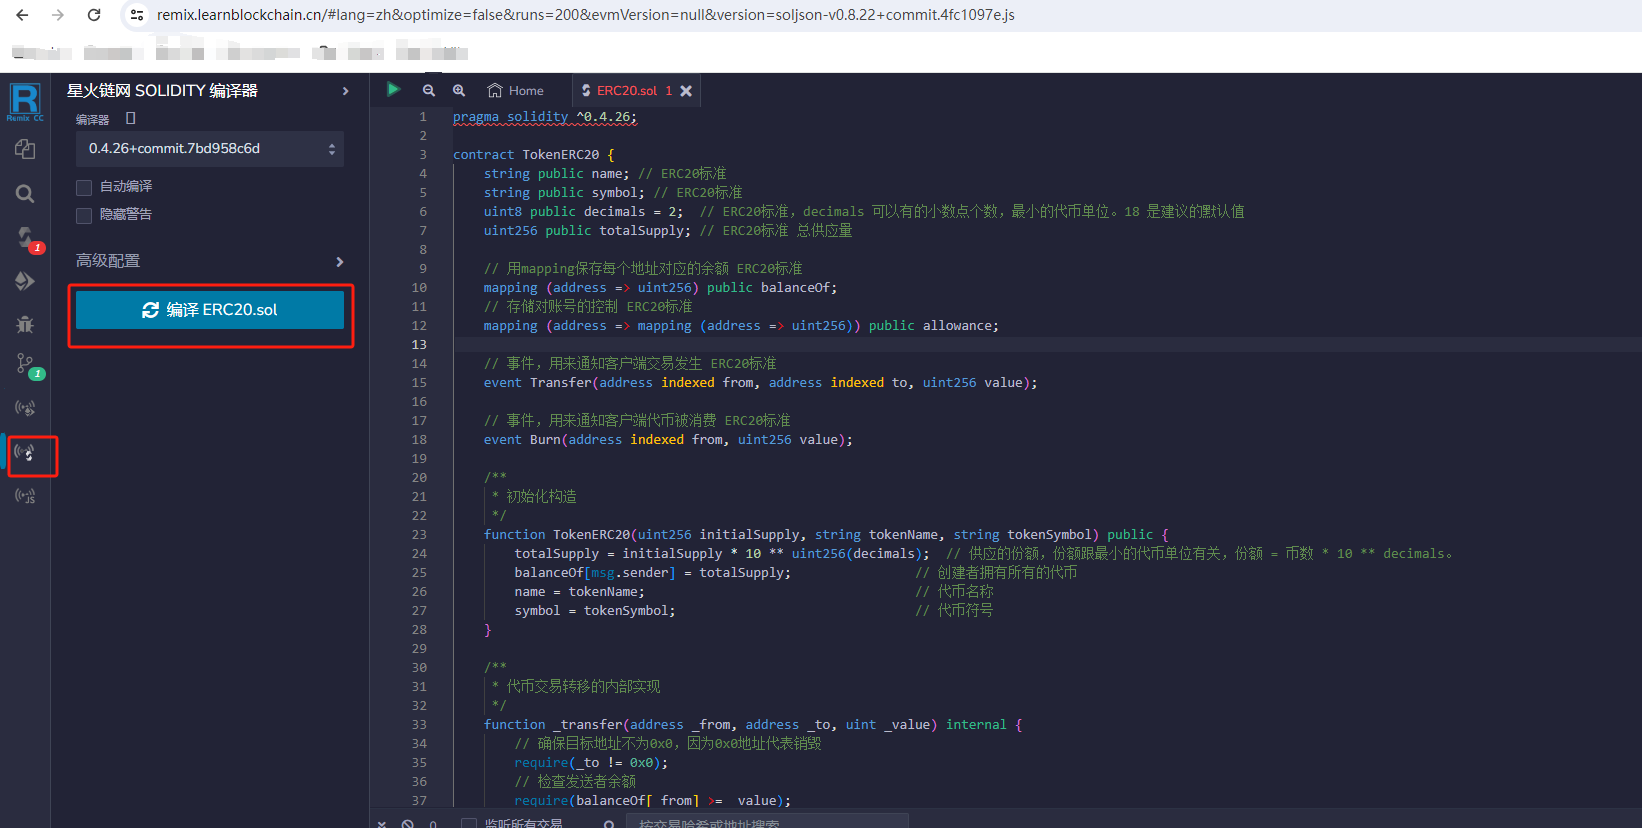 remix.learnblockchain.cn/#lang=zh&optimize=false&runs=200&evmVersion=null&version=soljson-v0.8.22+commit.4fc1097e.js
R
Remix CC
星火链网 SOLIDITY 编译器
编译器
0.4.26+commit.7bd958c6d
自动编译
隐藏警告
高级配置
编译 ERC20.sol
1
1
JS
Home
ERC20.sol 1
1 pragma solidity ^0.4.26;
2
3 contract TokenERC20 {
4 string public name; // ERC20标准
5 string public symbol; // ERC20标准
6 uint8 public decimals = 2; // ERC20标准，decimals 可以有的小数点个数，最小的代币单位。18 是建议的默认值
7 uint256 public totalSupply; // ERC20标准 总供应量
8
9 // 用mapping保存每个地址对应的余额 ERC20标准
10 mapping (address => uint256) public balanceOf;
11 // 存储对账号的控制 ERC20标准
12 mapping (address => mapping (address => uint256)) public allowance;
13
14 // 事件，用来通知客户端交易发生 ERC20标准
15 event Transfer(address indexed from, address indexed to, uint256 value);
16
17 // 事件，用来通知客户端代币被消费 ERC20标准
18 event Burn(address indexed from, uint256 value);
19
20 /**
21 * 初始化构造
22 */
23 function TokenERC20(uint256 initialSupply, string tokenName, string tokenSymbol) public {
24 totalSupply = initialSupply * 10 ** uint256(decimals); // 供应的份额，份额跟最小的代币单位有关，份额 = 币数 * 10 ** decimals。
25 balanceOf[msg.sender] = totalSupply; // 创建者拥有所有的代币
26 name = tokenName; // 代币名称
27 symbol = tokenSymbol; // 代币符号
28 }
29
30 /**
31 * 代币交易转移的内部实现
32 */
33 function _transfer(address _from, address _to, uint _value) internal {
34 // 确保目标地址不为0x0，因为0x0地址代表销毁
35 require(_to != 0x0);
36 // 检查发送者余额
37 require(balanceOf[_from] >= _value);
0 监听所有交易 按交易哈希或地址搜索